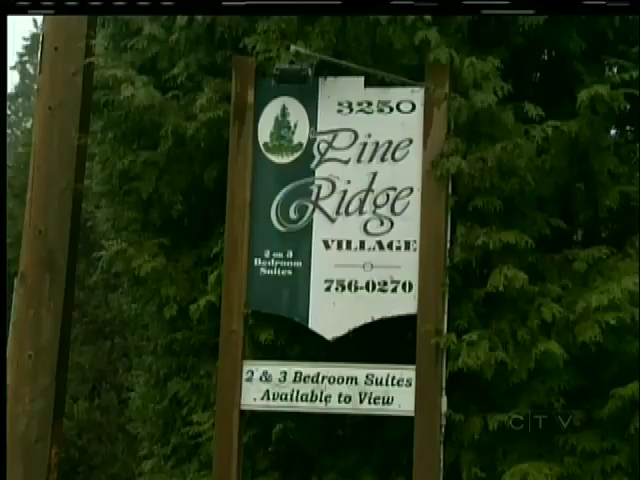 3250
Pine
Ridge
VILLAGE
2 or 3
Bedroom
Suites
756-0270
2 & 3 Bedroom Suites
Available to View
CTV